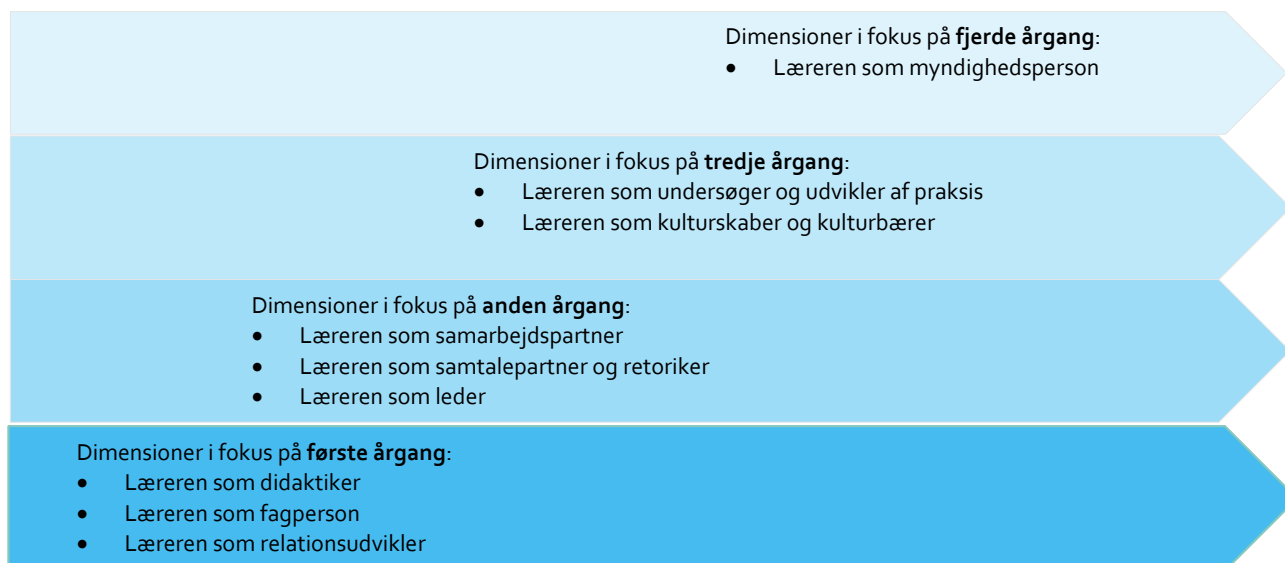 Dimensioner i fokus på fjerde årgang:
• Læreren som myndighedsperson
Dimensioner i fokus på tredje årgang:
• Læreren som undersøger og udvikler af praksis
• Læreren som kulturskaber og kulturbærer
Dimensioner i fokus på anden årgang:
• Læreren som samarbejdspartner
• Læreren som samtalepartner og retoriker
• Læreren som leder
Dimensioner i fokus på første årgang:
• Læreren som didaktiker
• Læreren som fagperson
• Læreren som relationsudvikler